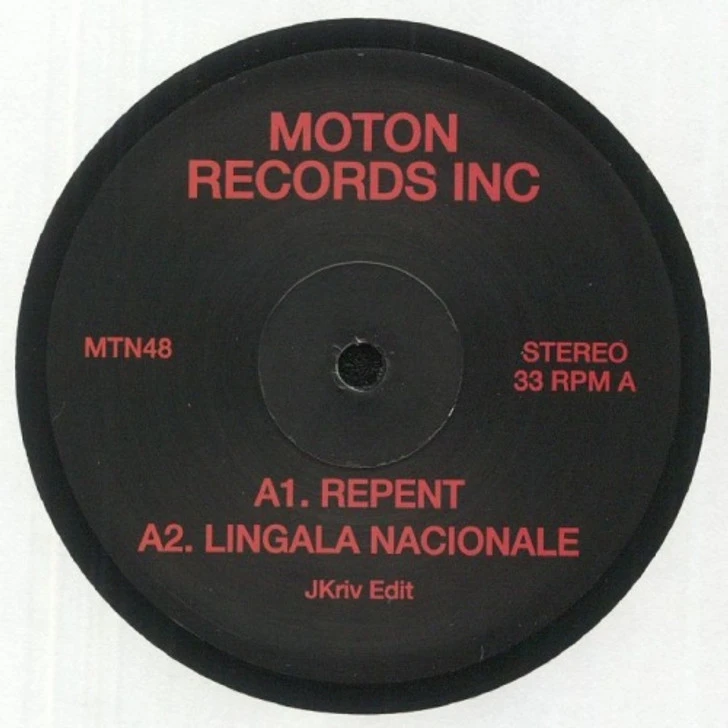 MOTON
RECORDS INC
MTN48
STEREO
33 RPM A
A1. REPENT
A2. LINGALA NACIONALE
JKriv Edit